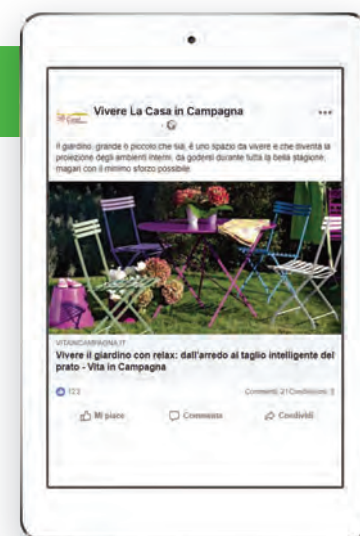 Vivere La Casa in Campagna
Il giardino, grande o piccolo che sia, è uno spazio da vivere e che diventa la
proiezione degli ambienti interni, da godersi durante tutta la bella stagione,
magari con il minimo sforzo possibile.
VITAINCAMPAGNA.IT
Vivere il giardino con relax: dall'arredo al taglio intelligente del
prato - Vita in Campagna
123
Commenti: 21 Condivisioni:
Mi piace
Commenta
Condividi